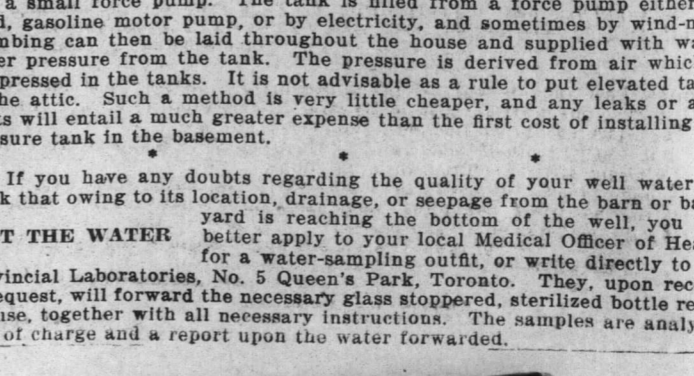 a small force pump. The tank is filled from a force pump either
d, gasoline motor pump, or by electricity, and sometimes by wind-m
mbing can then be laid throughout the house and supplied with wa
er pressure from the tank. The pressure is derived from air whic
pressed in the tanks. It is not advisable as a rule to put elevated ta
he attic. Such a method is very little cheaper, and any leaks or a
s will entail a much greater expense than the first cost of installing
sure tank in the basement.
* * *
If you have any doubts regarding the quality of your well water
k that owing to its location, drainage, or seepage from the barn or ba
yard is reaching the bottom of the well, you
T THE WATER better apply to your local Medical Officer of Hea
for a water-sampling outfit, or write directly to
vincial Laboratories, No. 5 Queen's Park, Toronto. They, upon rec
equest, will forward the necessary glass stoppered, sterilized bottle re
use, together with all necessary instructions. The samples are analy
of charge and a report upon the water forwarded.